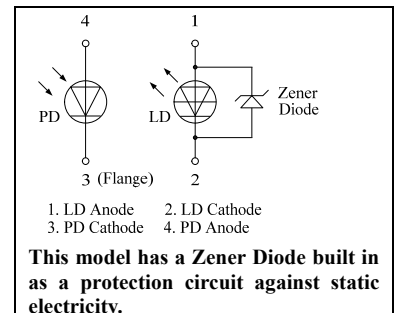 4 1
PD LD Zener
Diode
3 (Flange) 2
1. LD Anode 2. LD Cathode
3. PD Cathode 4. PD Anode
This model has a Zener Diode built in
as a protection circuit against static
electricity.